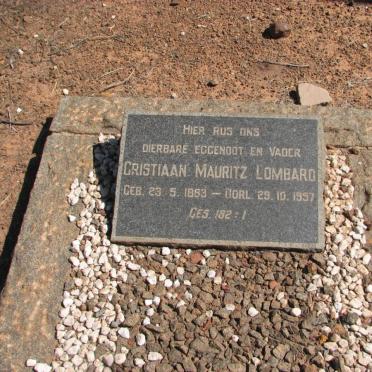 HIER RUS ONS
DIERBARE EGGENOOT EN VADER
CRISTIAAN MAURITZ LOMBARD
GEB. 23. 5. 1893 — OORL. 29. 10. 1957
GES. 182: 1